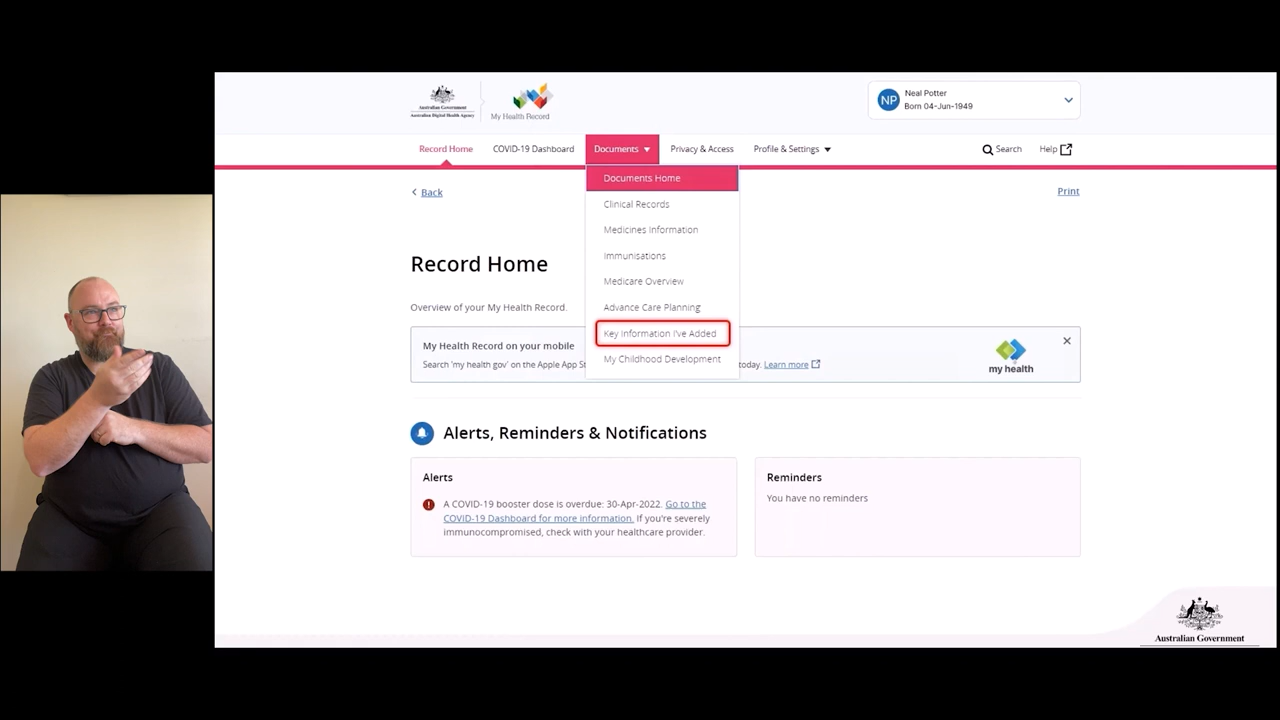 Australian Government
Australian Digital Health Agency
My Health Record
NP
Neal Potter
Born 04-Jun-1949
Record Home
COVID-19 Dashboard
Documents
Privacy & Access
Profile & Settings
Search
Help
Documents Home
Clinical Records
Medicines Information
Immunisations
Medicare Overview
Advance Care Planning
Key Information I've Added
My Childhood Development
Back
Print
Record Home
Overview of your My Health Record.
My Health Record on your mobile
Search 'my health gov' on the Apple App St
today. Learn more
my health
Alerts, Reminders & Notifications
Alerts
A COVID-19 booster dose is overdue: 30-Apr-2022. Go to the
COVID-19 Dashboard for more information. If you're severely
immunocompromised, check with your healthcare provider.
Reminders
You have no reminders
Australian Government